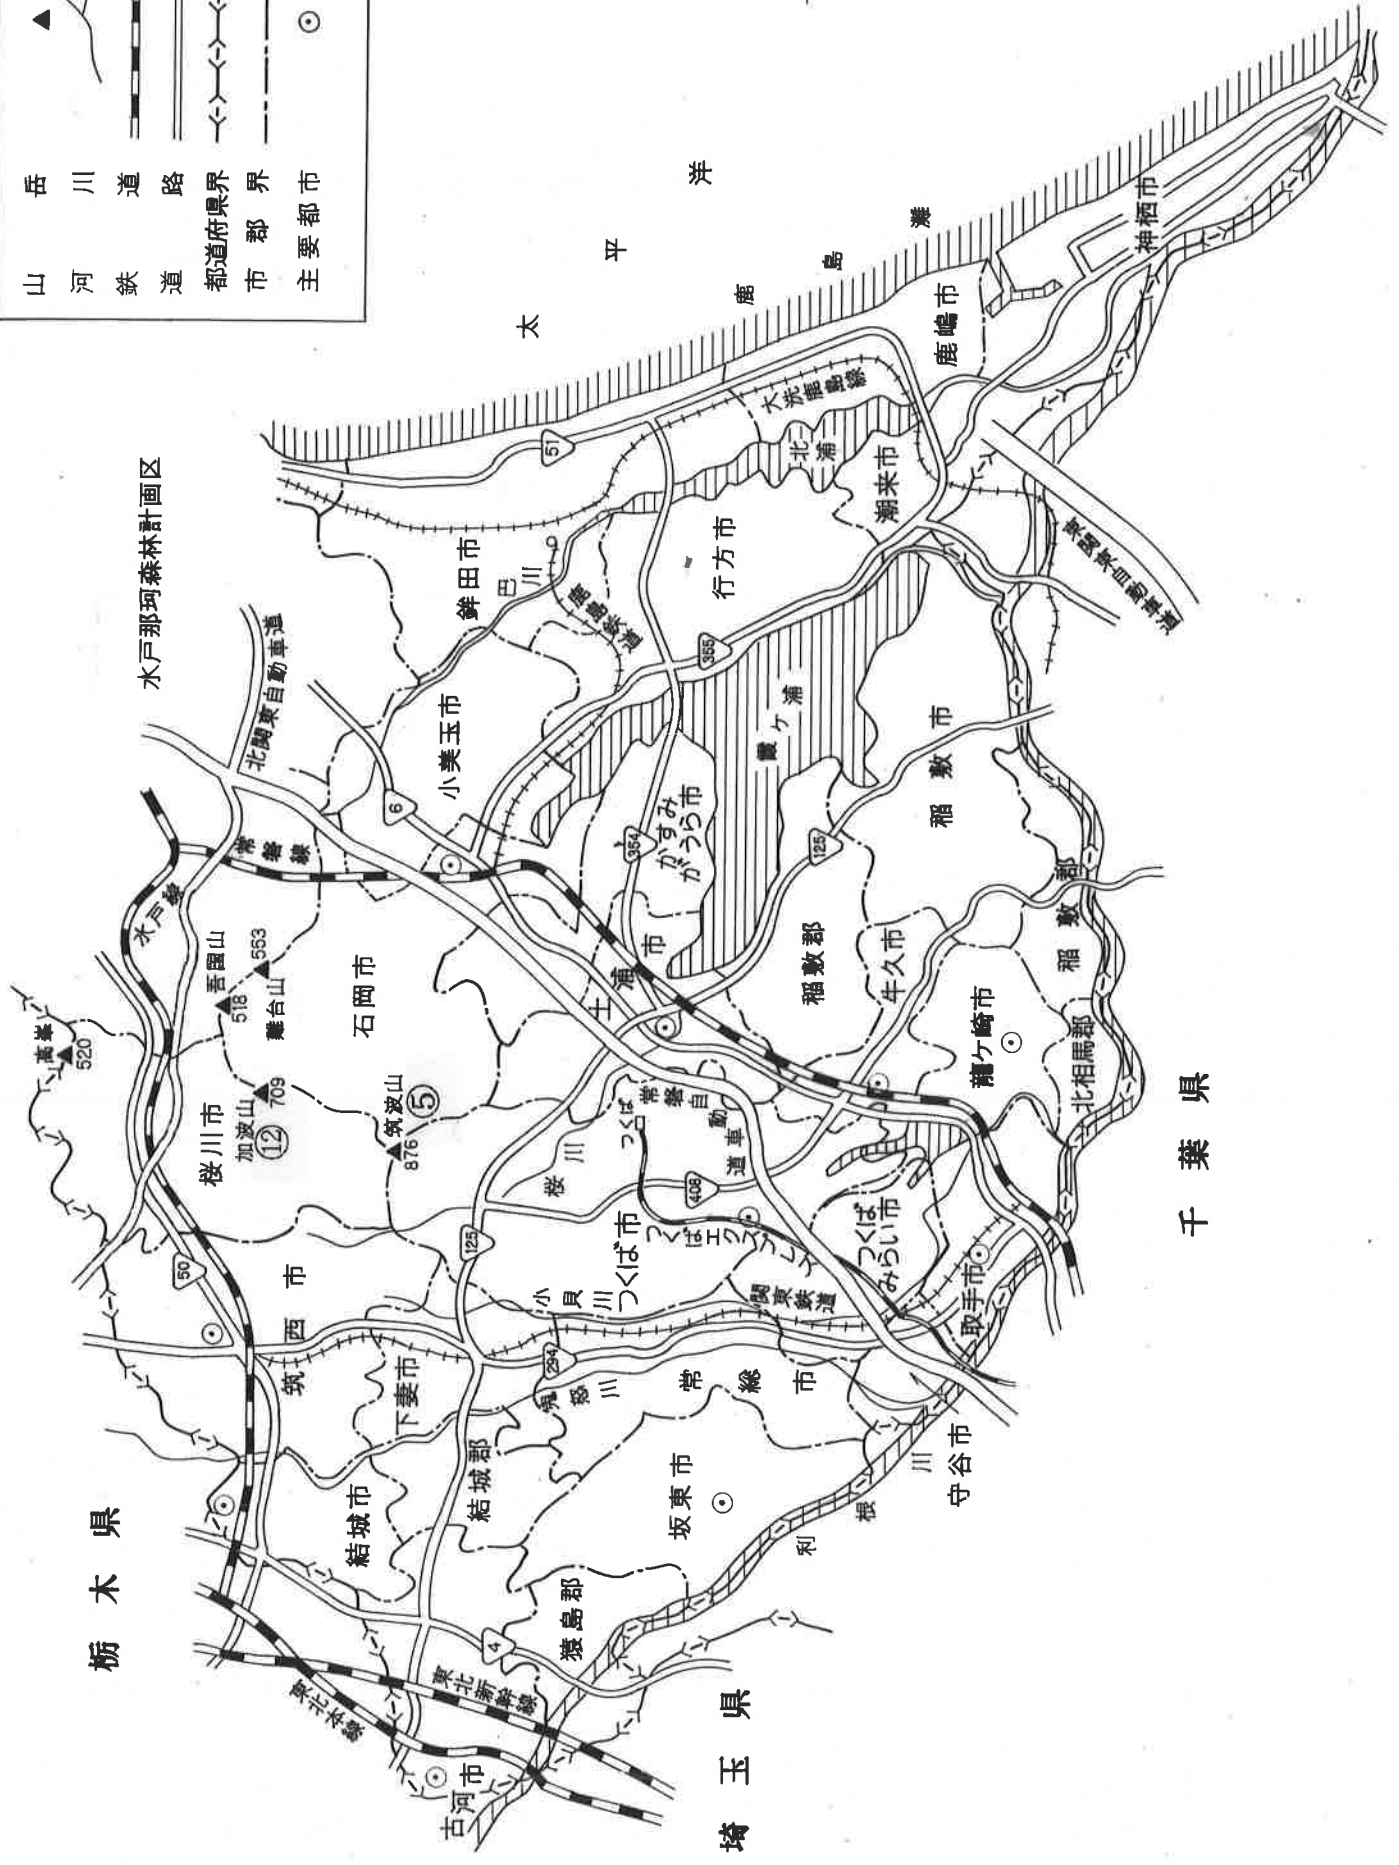 山岳
河川
鉄道
道路
都道府県界
市郡界
主要都市
水戸那珂森林計画区
太平洋
鹿島灘
栃木県
埼玉県
千葉県
北関東自動車道
水戸線
常磐線
高峯
520
吾国山
518
難台山
553
加波山
709
⑫
筑波山
876
⑤
桜川市
石岡市
小美玉市
鉾田市
巴川
鹿島鉄道
大洗鹿島線
北浦
行方市
潮来市
鹿嶋市
神栖市
東関東自動車道
霞ヶ浦
かすみがうら市
土浦市
稲敷市
稲敷郡
稲敷郡
牛久市
龍ケ崎市
北相馬郡
つくば
常磐自動車道
桜川
つくば市
つくばエクスプレス
つくばみらい市
取手市
関東鉄道
小貝川
鬼怒川
常総市
守谷市
利根川
筑西市
下妻市
結城市
結城郡
坂東市
猿島郡
古河市
東北新幹線
東北本線
50
125
294
408
4
6
51
354
355
125